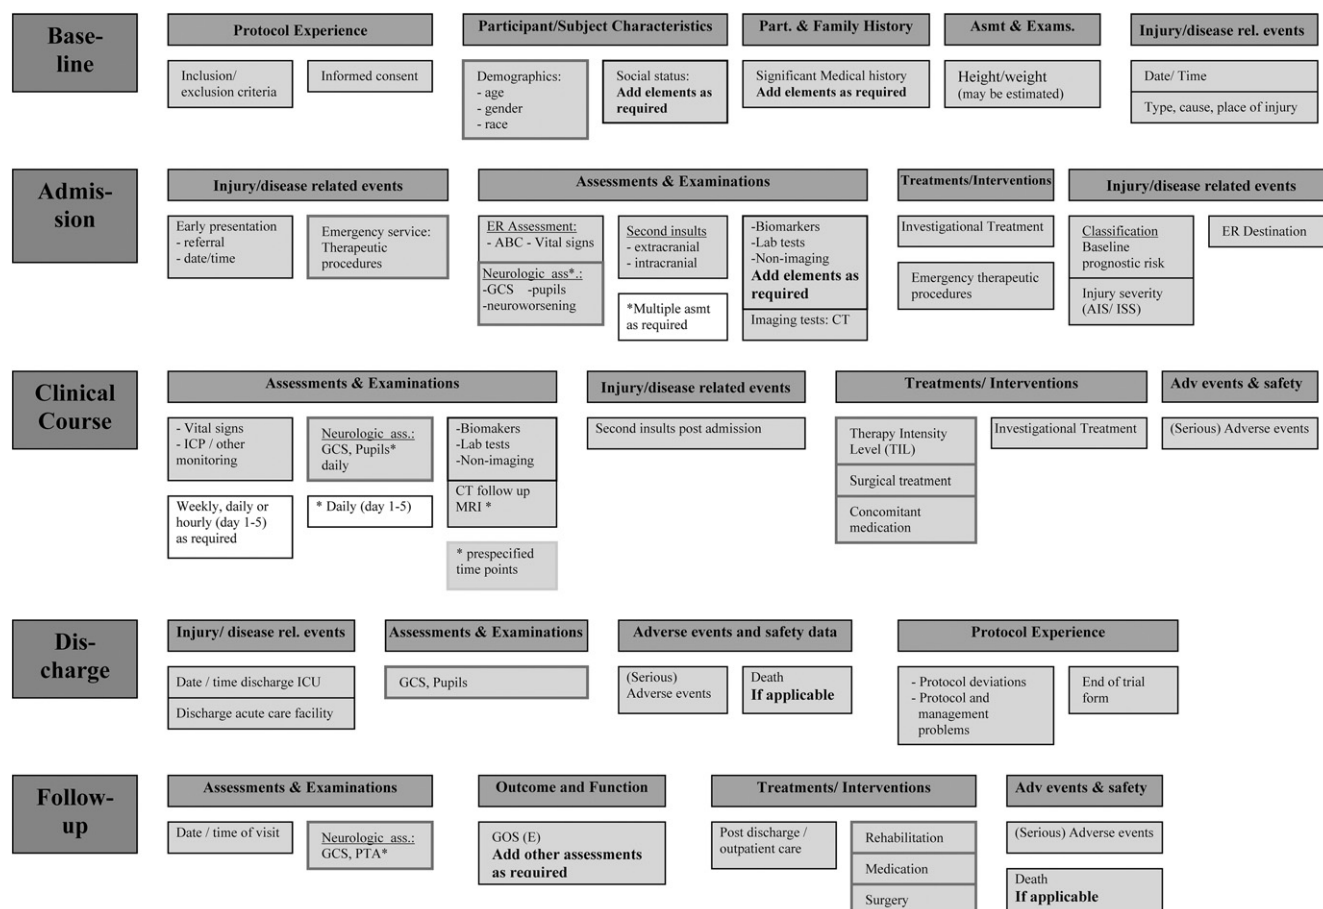 Base-
line
Protocol Experience
Inclusion/
exclusion criteria
Informed consent
Participant/Subject Characteristics
Demographics:
- age
- gender
- race
Social status:
Add elements as
required
Part. & Family History
Significant Medical history
Add elements as required
Asmt & Exams.
Height/weight
(may be estimated)
Injury/disease rel. events
Date/ Time
Type, cause, place of injury
Admis-
sion
Injury/disease related events
Early presentation
- referral
- date/time
Emergency service:
Therapeutic
procedures
Assessments & Examinations
ER Assessment:
- ABC - Vital signs
Neurologic ass*.:
-GCS -pupils
-neuroworsening
Second insults
- extracranial
- intracranial
*Multiple asmt
as required
-Biomarkers
-Lab tests
-Non-imaging
Add elements as
required
Imaging tests: CT
Treatments/Interventions
Investigational Treatment
Emergency therapeutic
procedures
Injury/disease related events
Classification
Baseline
prognostic risk
Injury severity
(AIS/ ISS)
ER Destination
Clinical
Course
Assessments & Examinations
- Vital signs
- ICP / other
monitoring
Weekly, daily or
hourly (day 1-5)
as required
Neurologic ass.:
GCS, Pupils*
daily
* Daily (day 1-5)
-Biomakers
-Lab tests
-Non-imaging
CT follow up
MRI *
* prespecified
time points
Injury/disease related events
Second insults post admission
Treatments/ Interventions
Therapy Intensity
Level (TIL)
Surgical treatment
Concomitant
medication
Investigational Treatment
Adv events & safety
(Serious) Adverse events
Dis-
charge
Injury/ disease rel. events
Date / time discharge ICU
Discharge acute care facility
Assessments & Examinations
GCS, Pupils
Adverse events and safety data
(Serious)
Adverse events
Death
If applicable
Protocol Experience
- Protocol deviations
- Protocol and
management
problems
End of trial
form
Follow-
up
Assessments & Examinations
Date / time of visit
Neurologic ass.:
GCS, PTA*
Outcome and Function
GOS (E)
Add other assessments
as required
Treatments/ Interventions
Post discharge /
outpatient care
Rehabilitation
Medication
Surgery
Adv events & safety
(Serious) Adverse events
Death
If applicable